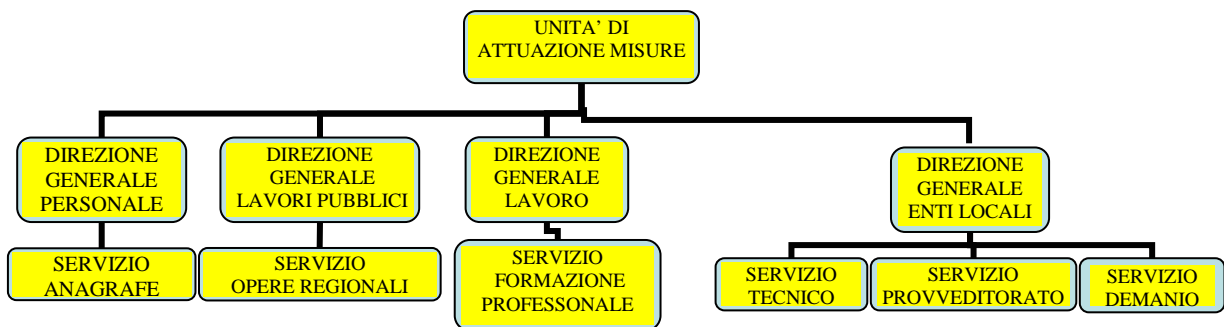 UNITA' DI
ATTUAZIONE MISURE
DIREZIONE
GENERALE
PERSONALE
DIREZIONE
GENERALE
LAVORI PUBBLICI
DIREZIONE
GENERALE
LAVORO
DIREZIONE
GENERALE
ENTI LOCALI
SERVIZIO
ANAGRAFE
SERVIZIO
OPERE REGIONALI
SERVIZIO
FORMAZIONE
PROFESSONALE
SERVIZIO
TECNICO
SERVIZIO
PROVVEDITORATO
SERVIZIO
DEMANIO